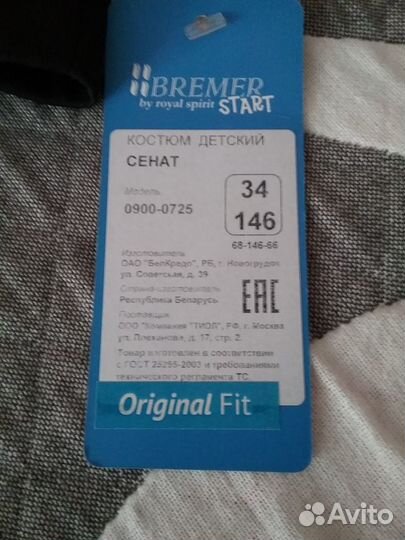 BREMER
by royal spirit START
КОСТЮМ ДЕТСКИЙ
СЕНАТ
Модель
0900-0725
34
146
68-146-66
Изготовитель
ОАО "БелКредо", РБ, г. Новогрудок
ул. Советская, д. 39
Страна-изготовитель
Республика Беларусь
EAC
Поставщик
ООО "Компания "ТИОЛ", РФ, г. Москва
ул. Плеханова, д. 17, стр. 2.
Товар изготовлен в соответствии
с ГОСТ 25295-2003 и требованиями
технического регламента ТС.
Original Fit
Avito